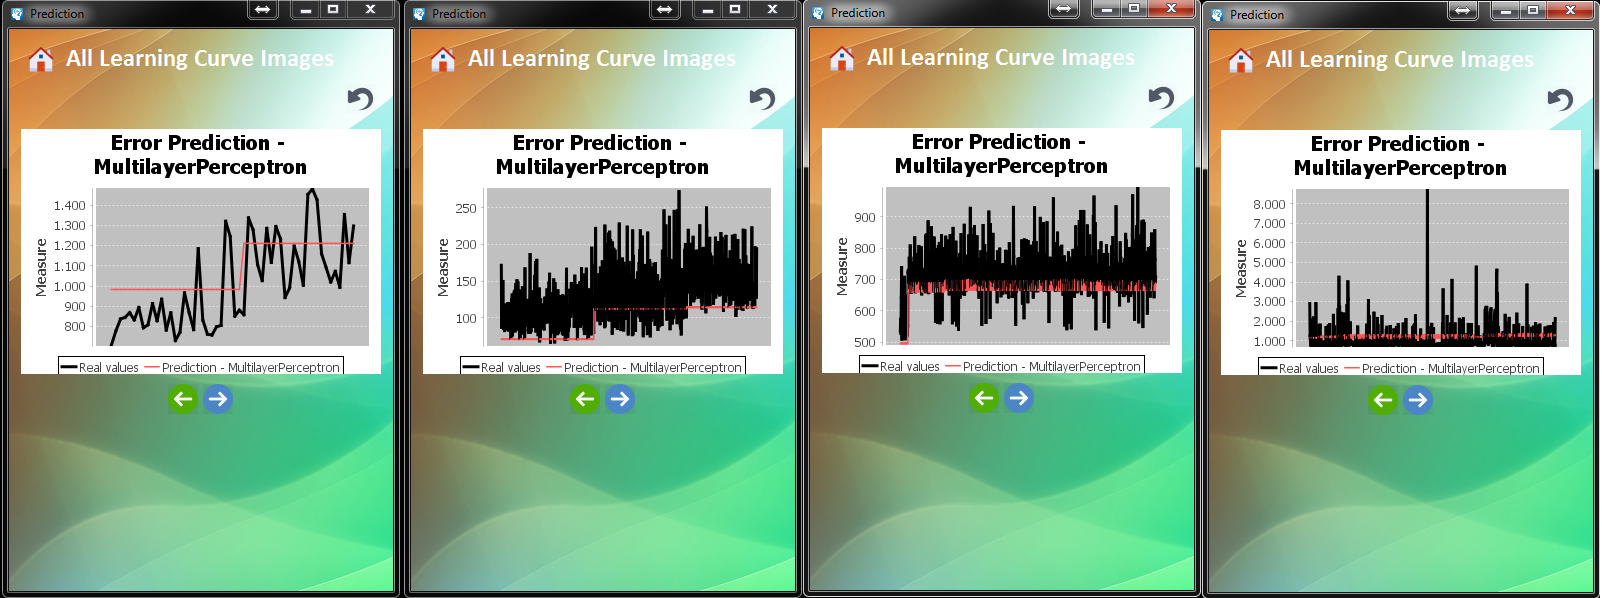 Prediction
All Learning Curve Images
Error Prediction -
MultilayerPerceptron
1.400
1.300
1.200
1.100
1.000
900
800
Measure
Real values
Prediction - MultilayerPerceptron
Prediction
All Learning Curve Images
Error Prediction -
MultilayerPerceptron
250
200
150
100
Measure
Real values
Prediction - MultilayerPerceptron
Prediction
All Learning Curve Images
Error Prediction -
MultilayerPerceptron
900
800
700
600
500
Measure
Real values
Prediction - MultilayerPerceptron
Prediction
All Learning Curve Images
Error Prediction -
MultilayerPerceptron
8.000
7.000
6.000
5.000
4.000
3.000
2.000
1.000
Measure
Real values
Prediction - MultilayerPerceptron